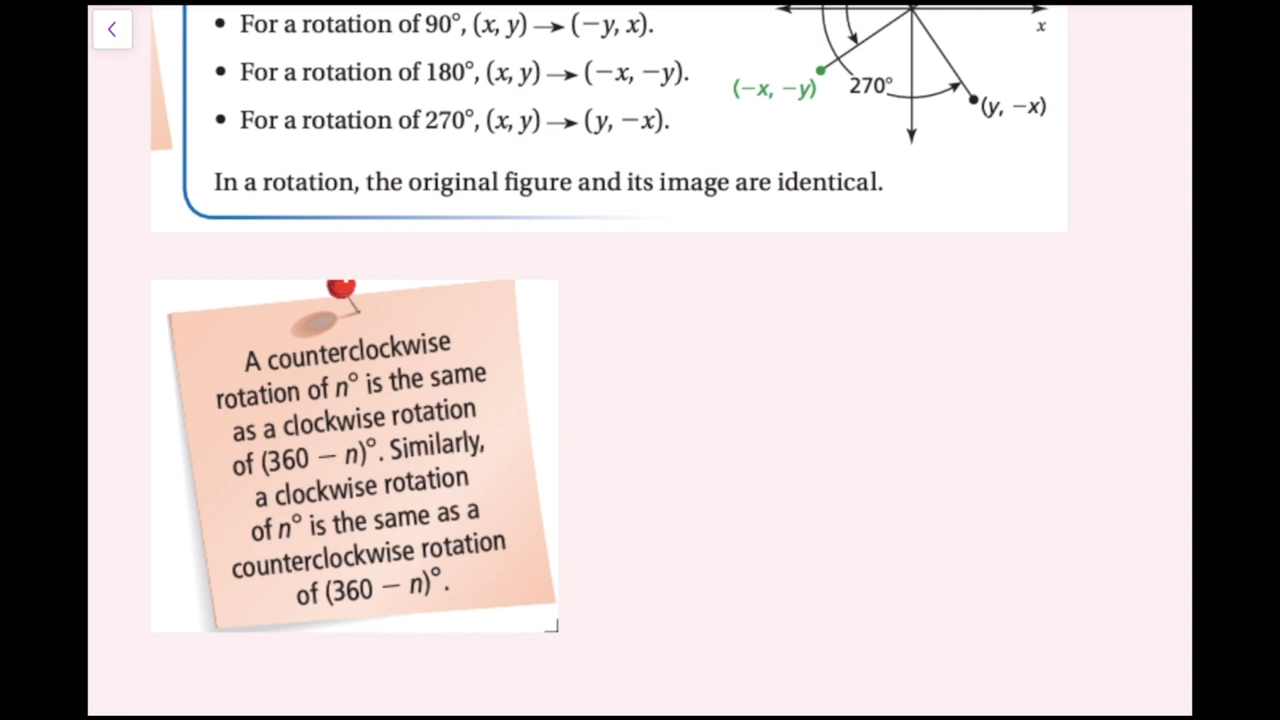 • For a rotation of 90°, (x, y) → (−y, x).
x
• For a rotation of 180°, (x, y) → (−x, −y).
(−x, −y)
270°
(y, −x)
• For a rotation of 270°, (x, y) → (y, −x).
In a rotation, the original figure and its image are identical.
A counterclockwise
rotation of n° is the same
as a clockwise rotation
of (360 − n)°. Similarly,
a clockwise rotation
of n° is the same as a
counterclockwise rotation
of (360 − n)°.